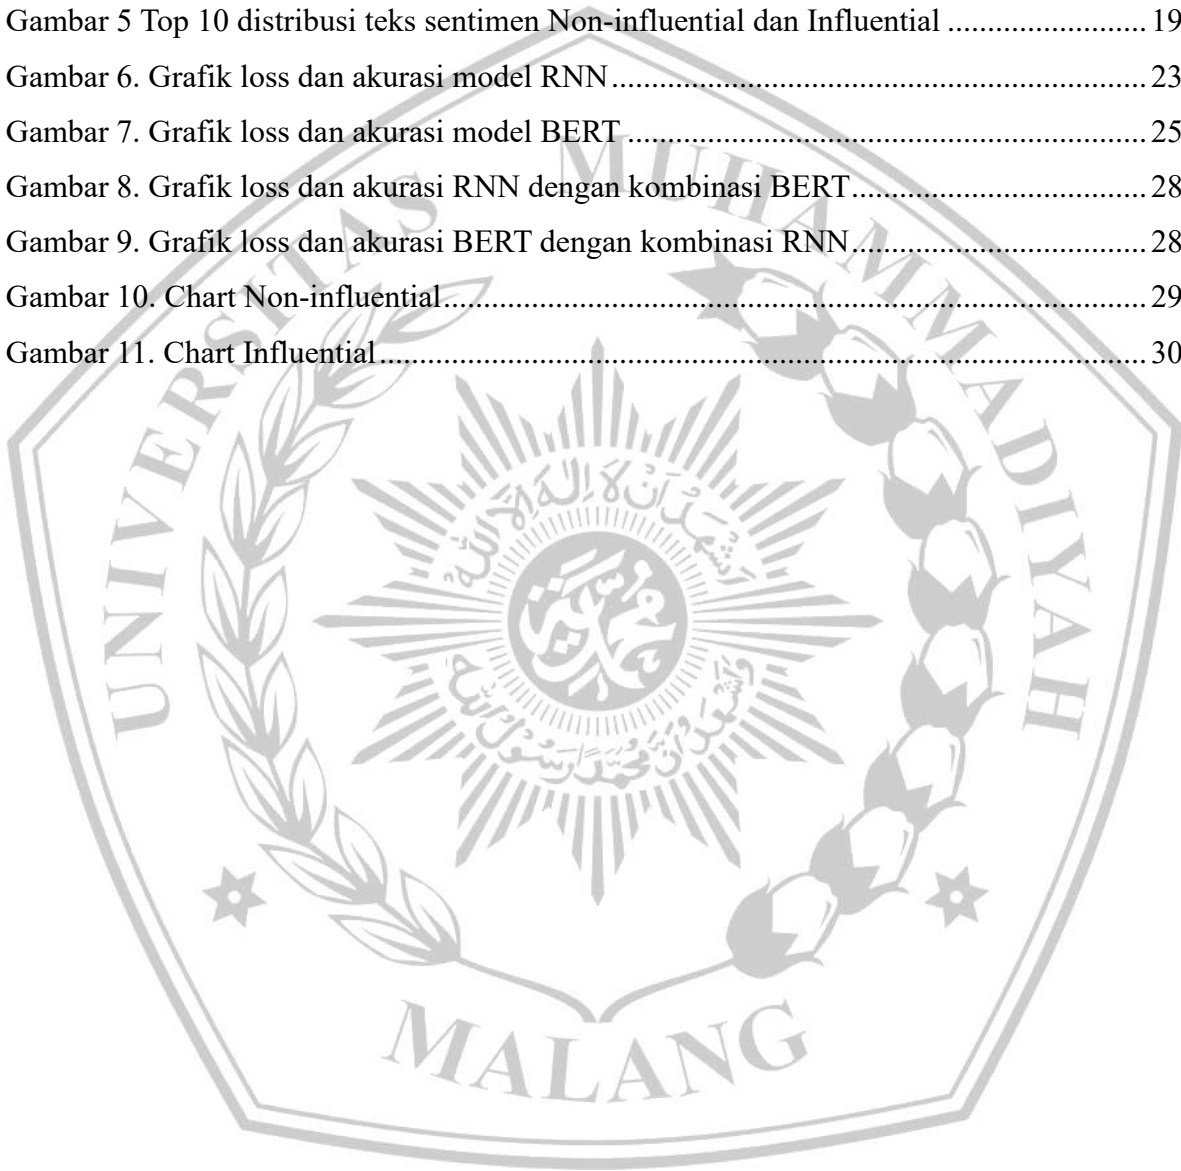 Gambar 5 Top 10 distribusi teks sentimen Non-influential dan Influential ........................ 19
Gambar 6. Grafik loss dan akurasi model RNN .................................................................. 23
Gambar 7. Grafik loss dan akurasi model BERT ................................................................ 25
Gambar 8. Grafik loss dan akurasi RNN dengan kombinasi BERT.................................... 28
Gambar 9. Grafik loss dan akurasi BERT dengan kombinasi RNN.................................... 28
Gambar 10. Chart Non-influential ....................................................................................... 29
Gambar 11. Chart Influential ............................................................................................... 30
UNIVERSITAS MUHAMMADIYAH
MALANG